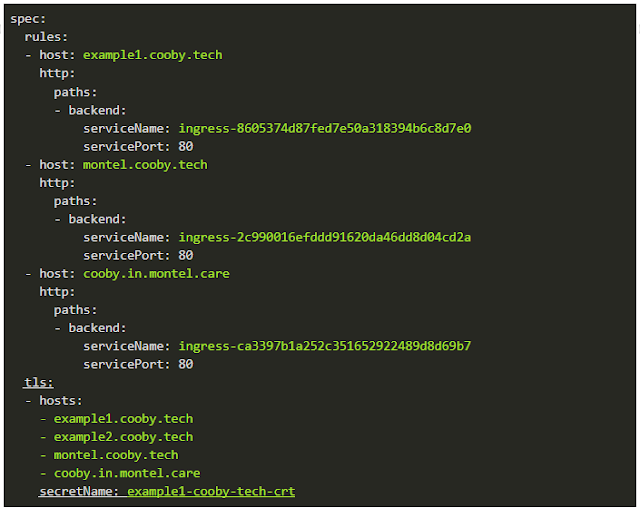 spec:
  rules:
  - host: example1.cooby.tech
    http:
      paths:
      - backend:
          serviceName: ingress-8605374d87fed7e50a318394b6c8d7e0
          servicePort: 80
  - host: montel.cooby.tech
    http:
      paths:
      - backend:
          serviceName: ingress-2c990016efddd91620da46dd8d04cd2a
          servicePort: 80
  - host: cooby.in.montel.care
    http:
      paths:
      - backend:
          serviceName: ingress-ca3397b1a252c351652922489d8d69b7
          servicePort: 80
  tls:
  - hosts:
    - example1.cooby.tech
    - example2.cooby.tech
    - montel.cooby.tech
    - cooby.in.montel.care
    secretName: example1-cooby-tech-crt